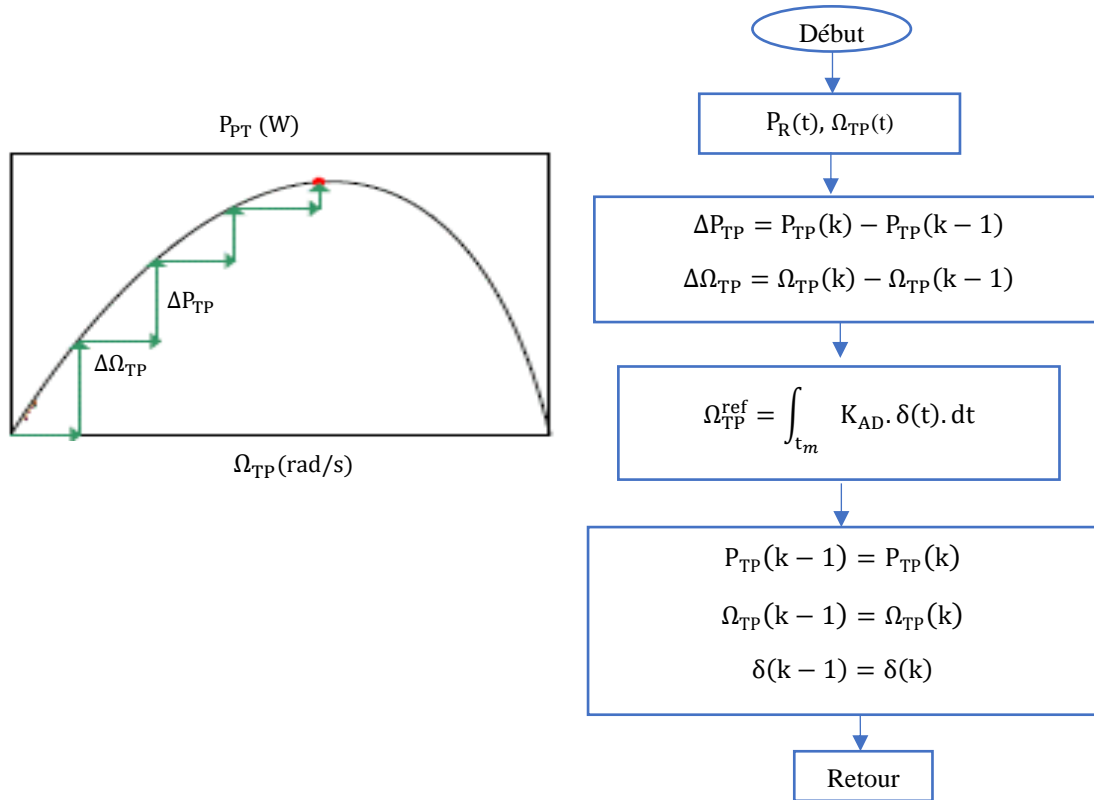 P_PT (W)
ΔP_TP
ΔΩ_TP
Ω_TP(rad/s)
Début
P_R(t), Ω_TP(t)
ΔP_TP = P_TP(k) − P_TP(k − 1)
ΔΩ_TP = Ω_TP(k) − Ω_TP(k − 1)
Ω_TP^ref = ∫_{t_m} K_AD. δ(t). dt
P_TP(k − 1) = P_TP(k)
Ω_TP(k − 1) = Ω_TP(k)
δ(k − 1) = δ(k)
Retour